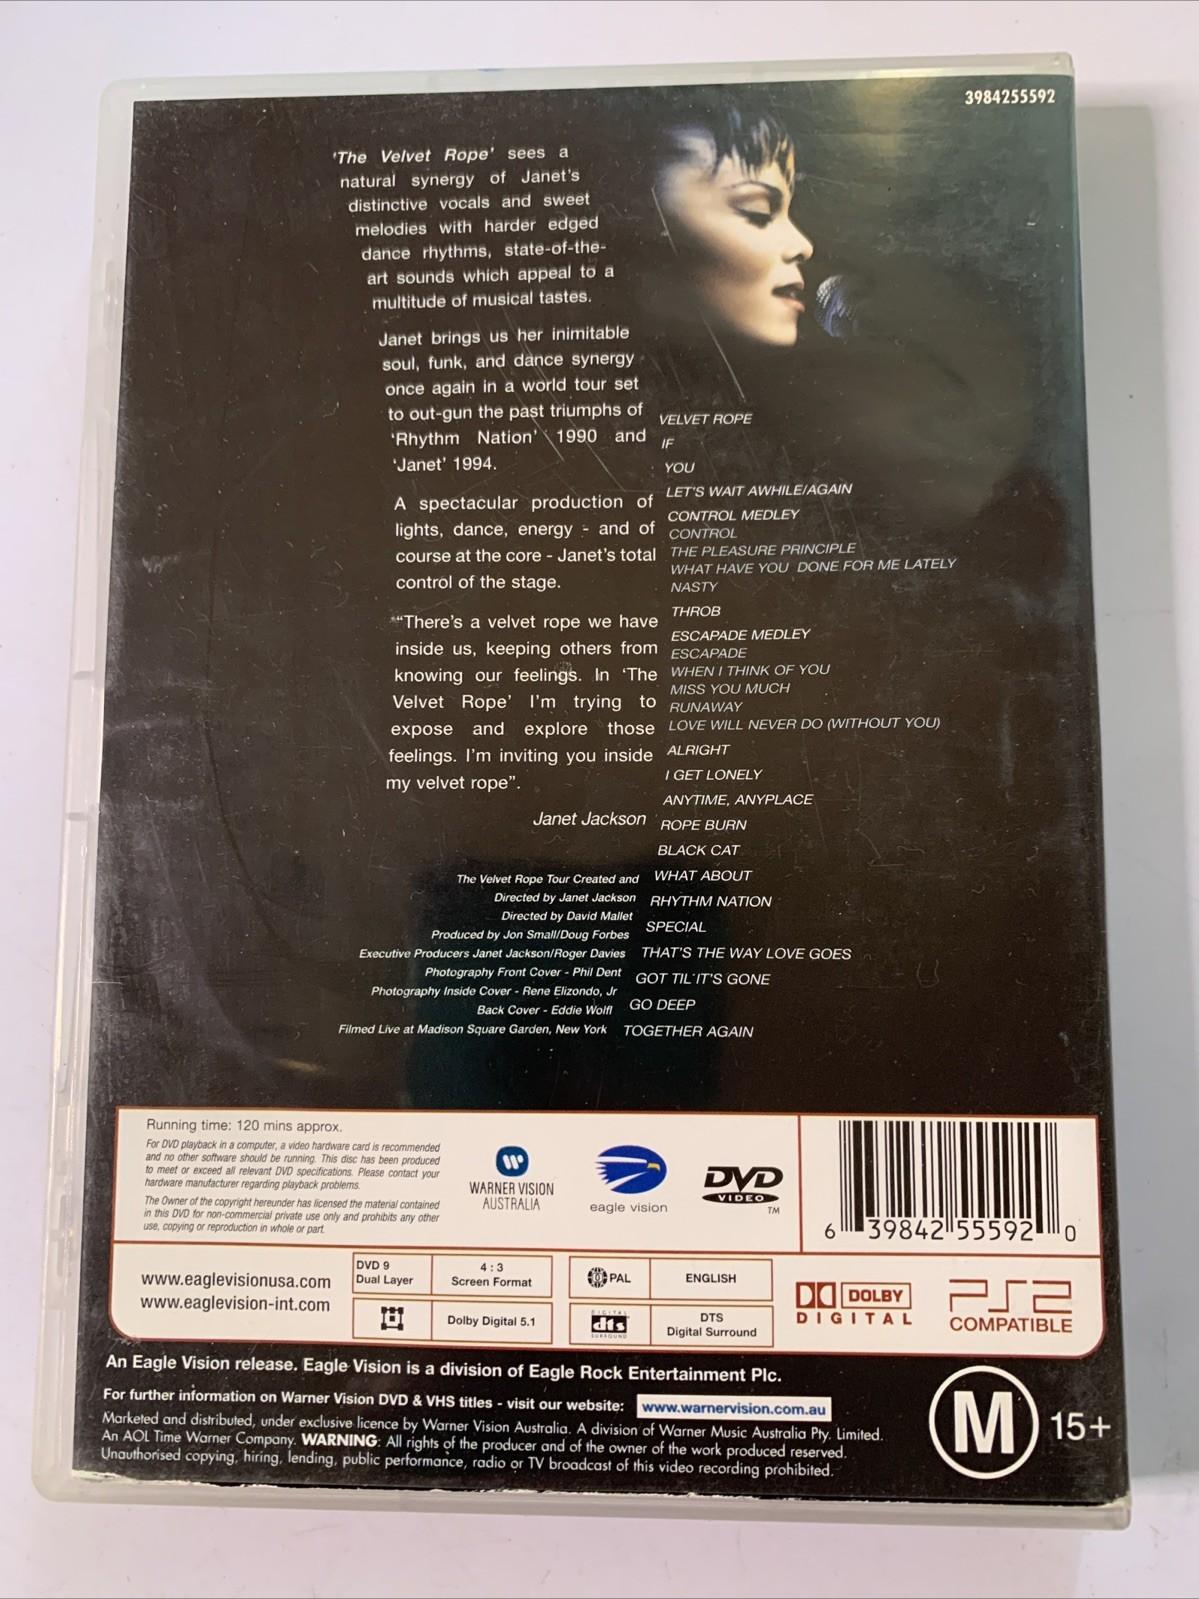 3984255592
'The Velvet Rope' sees a
natural synergy of Janet's
distinctive vocals and sweet
melodies with harder edged
dance rhythms, state-of-the-
art sounds which appeal to a
multitude of musical tastes.
Janet brings us her inimitable
soul, funk, and dance synergy
once again in a world tour set
to out-gun the past triumphs of
'Rhythm Nation' 1990 and
'Janet' 1994.
A spectacular production of
lights, dance, energy - and of
course at the core - Janet's total
control of the stage.
"There's a velvet rope we have
inside us, keeping others from
knowing our feelings. In 'The
Velvet Rope' I'm trying to
expose and explore those
feelings. I'm inviting you inside
my velvet rope".
Janet Jackson
The Velvet Rope Tour Created and
Directed by Janet Jackson
Directed by David Mallet
Produced by Jon Small/Doug Forbes
Executive Producers Janet Jackson/Roger Davies
Photography Front Cover - Phil Dent
Photography Inside Cover - Rene Elizondo, Jr
Back Cover - Eddie Wolfl
Filmed Live at Madison Square Garden, New York
VELVET ROPE
IF
YOU
LET'S WAIT AWHILE/AGAIN
CONTROL MEDLEY
CONTROL
THE PLEASURE PRINCIPLE
WHAT HAVE YOU DONE FOR ME LATELY
NASTY
THROB
ESCAPADE MEDLEY
ESCAPADE
WHEN I THINK OF YOU
MISS YOU MUCH
RUNAWAY
LOVE WILL NEVER DO (WITHOUT YOU)
ALRIGHT
I GET LONELY
ANYTIME, ANYPLACE
ROPE BURN
BLACK CAT
WHAT ABOUT
RHYTHM NATION
SPECIAL
THAT'S THE WAY LOVE GOES
GOT TIL IT'S GONE
GO DEEP
TOGETHER AGAIN
Running time: 120 mins approx.
For DVD playback in a computer, a video hardware card is recommended
and no other software should be running. This disc has been produced
to meet or exceed all relevant DVD specifications. Please contact your
hardware manufacturer regarding playback problems.
The Owner of the copyright hereunder has licensed the material contained
in this DVD for non-commercial private use only and prohibits any other
use, copying or reproduction in whole or part.
WARNER VISION
AUSTRALIA
eagle vision
DVD
VIDEO
TM
6 39842 55592 0
www.eaglevisionusa.com
www.eaglevision-int.com
DVD 9
Dual Layer
4 : 3
Screen Format
Dolby Digital 5.1
0 PAL
ENGLISH
DIGITAL
dts
SURROUND
DTS
Digital Surround
DOLBY
DIGITAL
PS2
COMPATIBLE
An Eagle Vision release. Eagle Vision is a division of Eagle Rock Entertainment Plc.
For further information on Warner Vision DVD & VHS titles - visit our website: www.warnervision.com.au
Marketed and distributed, under exclusive licence by Warner Vision Australia. A division of Warner Music Australia Pty. Limited.
An AOL Time Warner Company. WARNING: All rights of the producer and of the owner of the work produced reserved.
Unauthorised copying, hiring, lending, public performance, radio or TV broadcast of this video recording prohibited.
M 15+